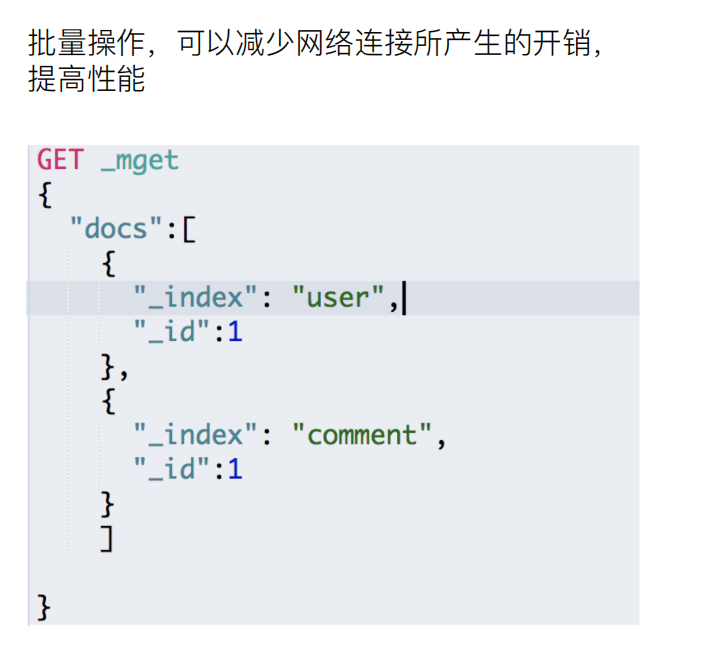 批量操作，可以减少网络连接所产生的开销，
提高性能
GET _mget
{
  "docs":[
    {
      "_index": "user",
      "_id":1
    },
    {
      "_index": "comment",
      "_id":1
    }
    ]

}